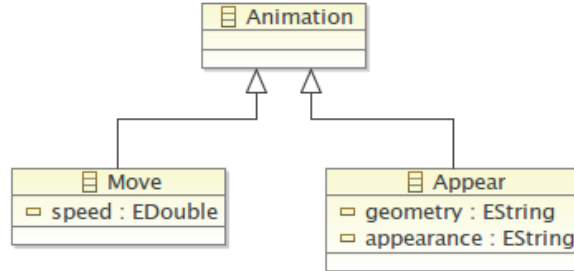 Animation
Move
speed : EDouble
Appear
geometry : EString
appearance : EString